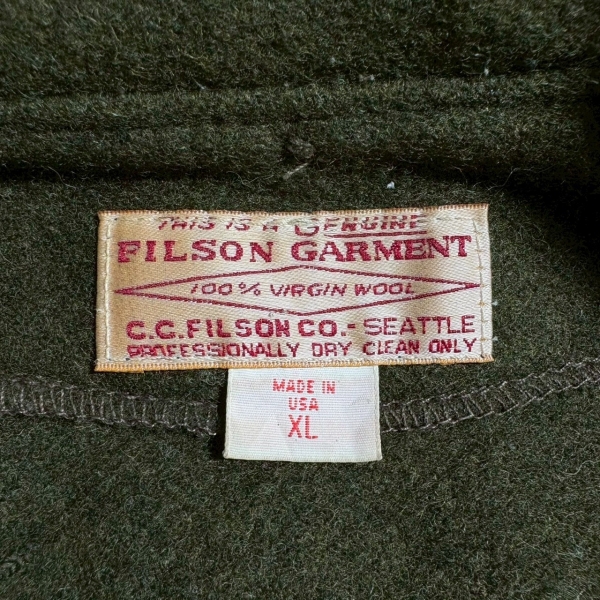 THIS IS A GENUINE
FILSON GARMENT
100% VIRGIN WOOL
C.C. FILSON CO. - SEATTLE
PROFESSIONALLY DRY CLEAN ONLY
MADE IN
USA
XL